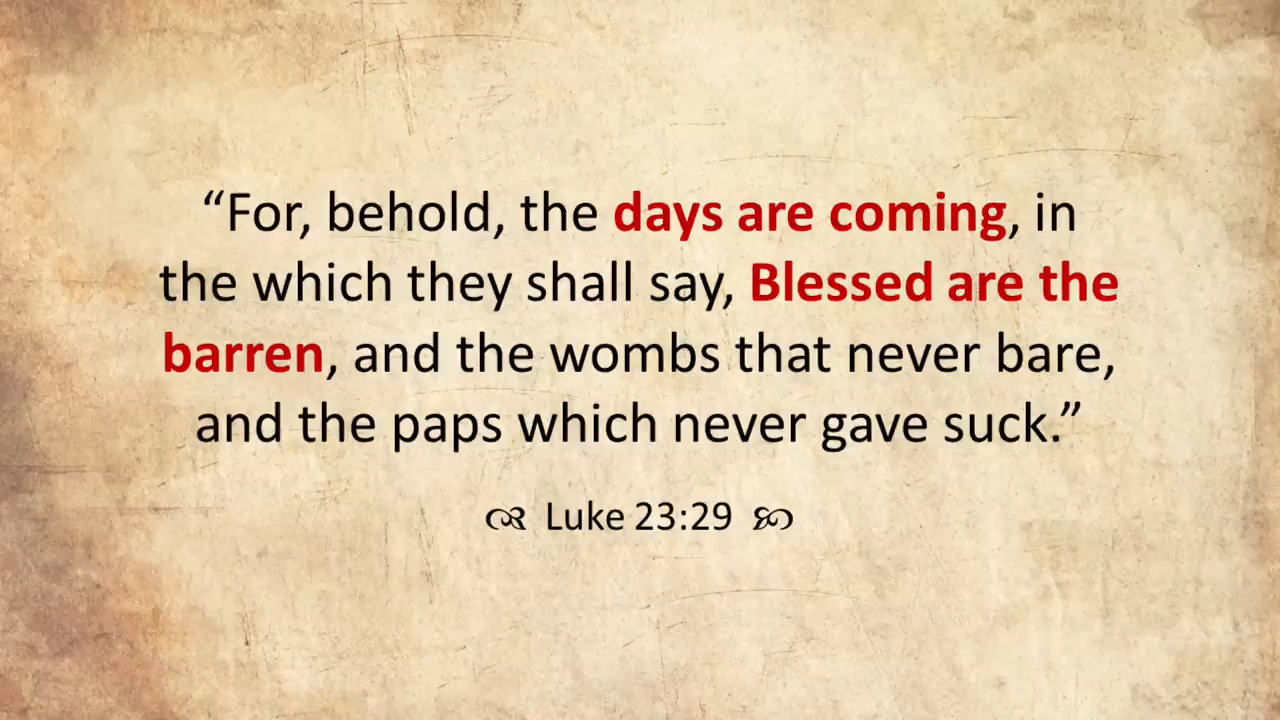 “For, behold, the days are coming, in
the which they shall say, Blessed are the
barren, and the wombs that never bare,
and the paps which never gave suck.”
Luke 23:29